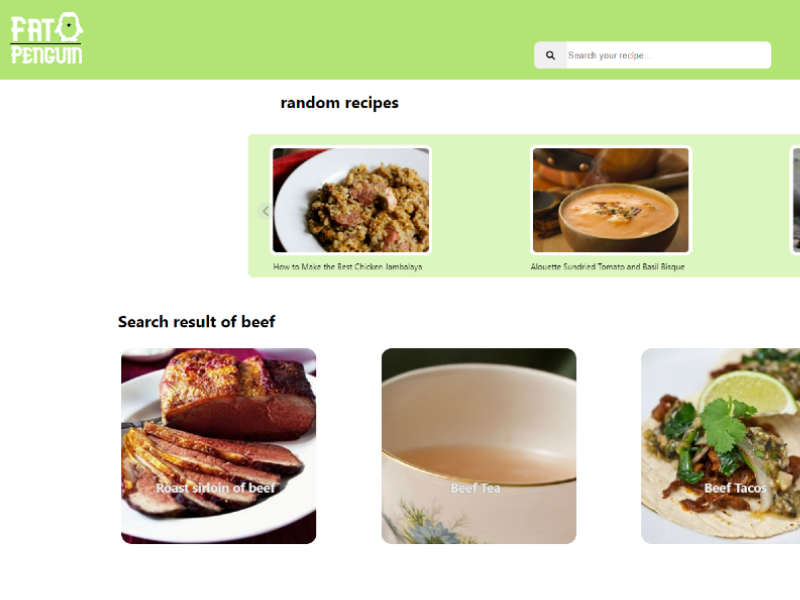 FAT
PENGUIN
Search your recipe...
random recipes
How to Make the Best Chicken Jambalaya
Alouette Sundried Tomato and Basil Bisque
Search result of beef
Roast sirloin of beef
Beef Tea
Beef Tacos